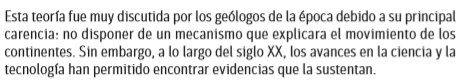 Esta teoría fue muy discutida por los geólogos de la época debido a su principal
carencia: no disponer de un mecanismo que explicara el movimiento de los
continentes. Sin embargo, a lo largo del siglo XX, los avances en la ciencia y la
tecnología han permitido encontrar evidencias que la sustentan.